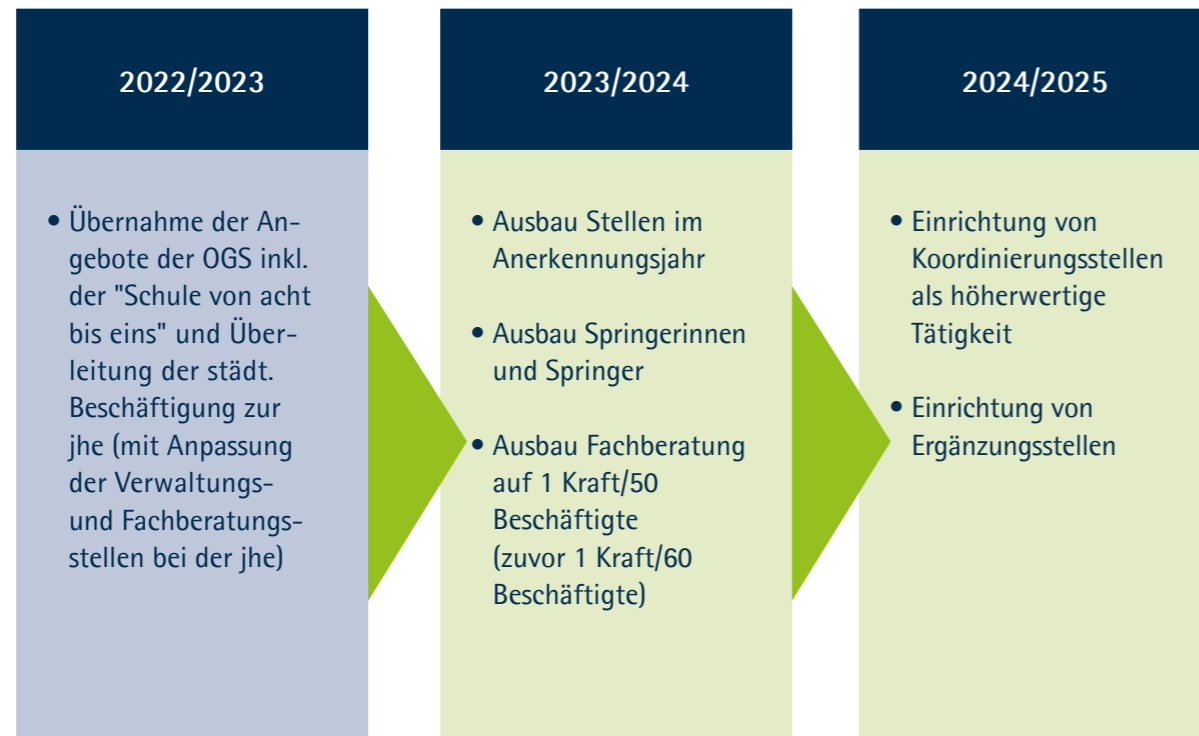 2022/2023
• Übernahme der An-
gebote der OGS inkl.
der "Schule von acht
bis eins" und Über-
leitung der städt.
Beschäftigung zur
jhe (mit Anpassung
der Verwaltungs-
und Fachberatungs-
stellen bei der jhe)
2023/2024
• Ausbau Stellen im
Anerkennungsjahr
• Ausbau Springerinnen
und Springer
• Ausbau Fachberatung
auf 1 Kraft/50
Beschäftigte
(zuvor 1 Kraft/60
Beschäftigte)
2024/2025
• Einrichtung von
Koordinierungsstellen
als höherwertige
Tätigkeit
• Einrichtung von
Ergänzungsstellen